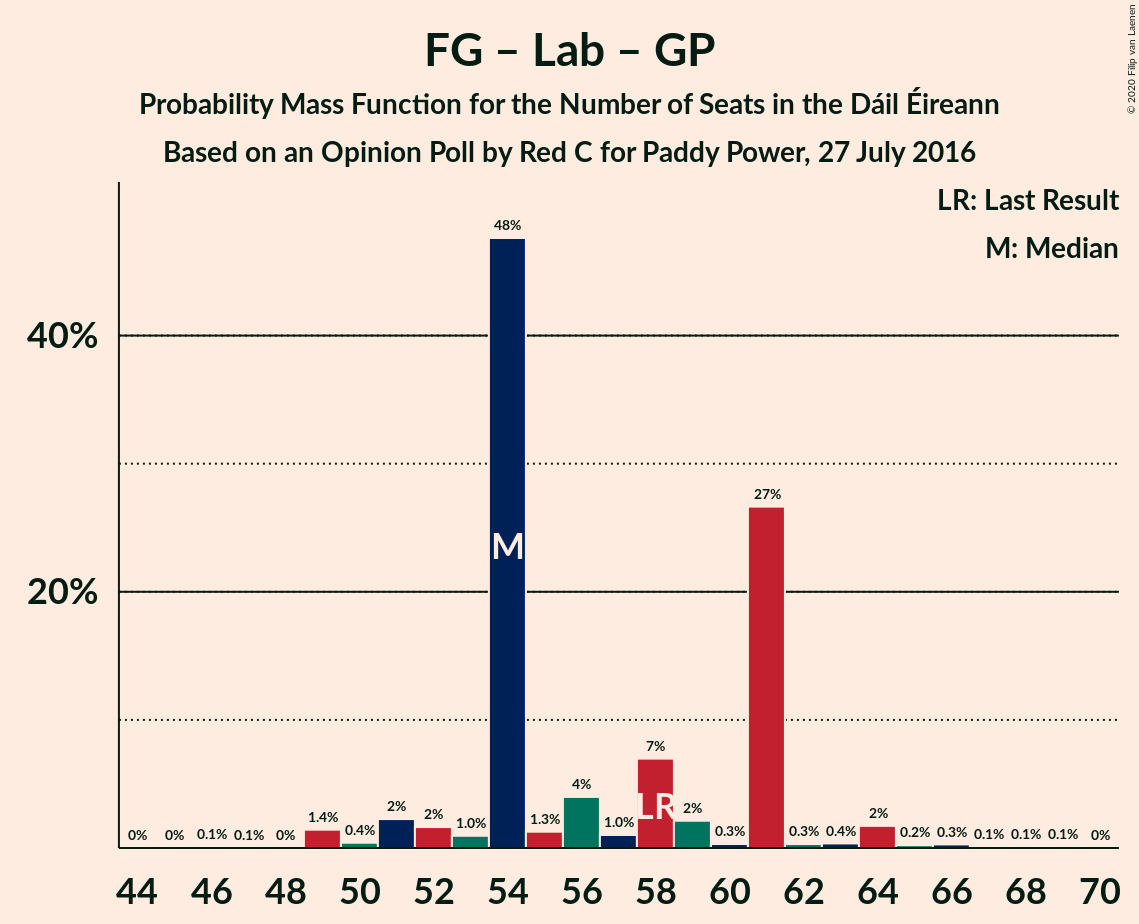 FG – Lab – GP
Probability Mass Function for the Number of Seats in the Dáil Éireann
Based on an Opinion Poll by Red C for Paddy Power, 27 July 2016
© 2020 Filip van Laenen
LR: Last Result
M: Median
40%
20%
0% 0% 0.1% 0.1% 0% 1.4% 0.4% 2% 2% 1.0% 48% 1.3% 4% 1.0% 7% 2% 0.3% 27% 0.3% 0.4% 2% 0.2% 0.3% 0.1% 0.1% 0.1% 0%
M
LR
44 46 48 50 52 54 56 58 60 62 64 66 68 70